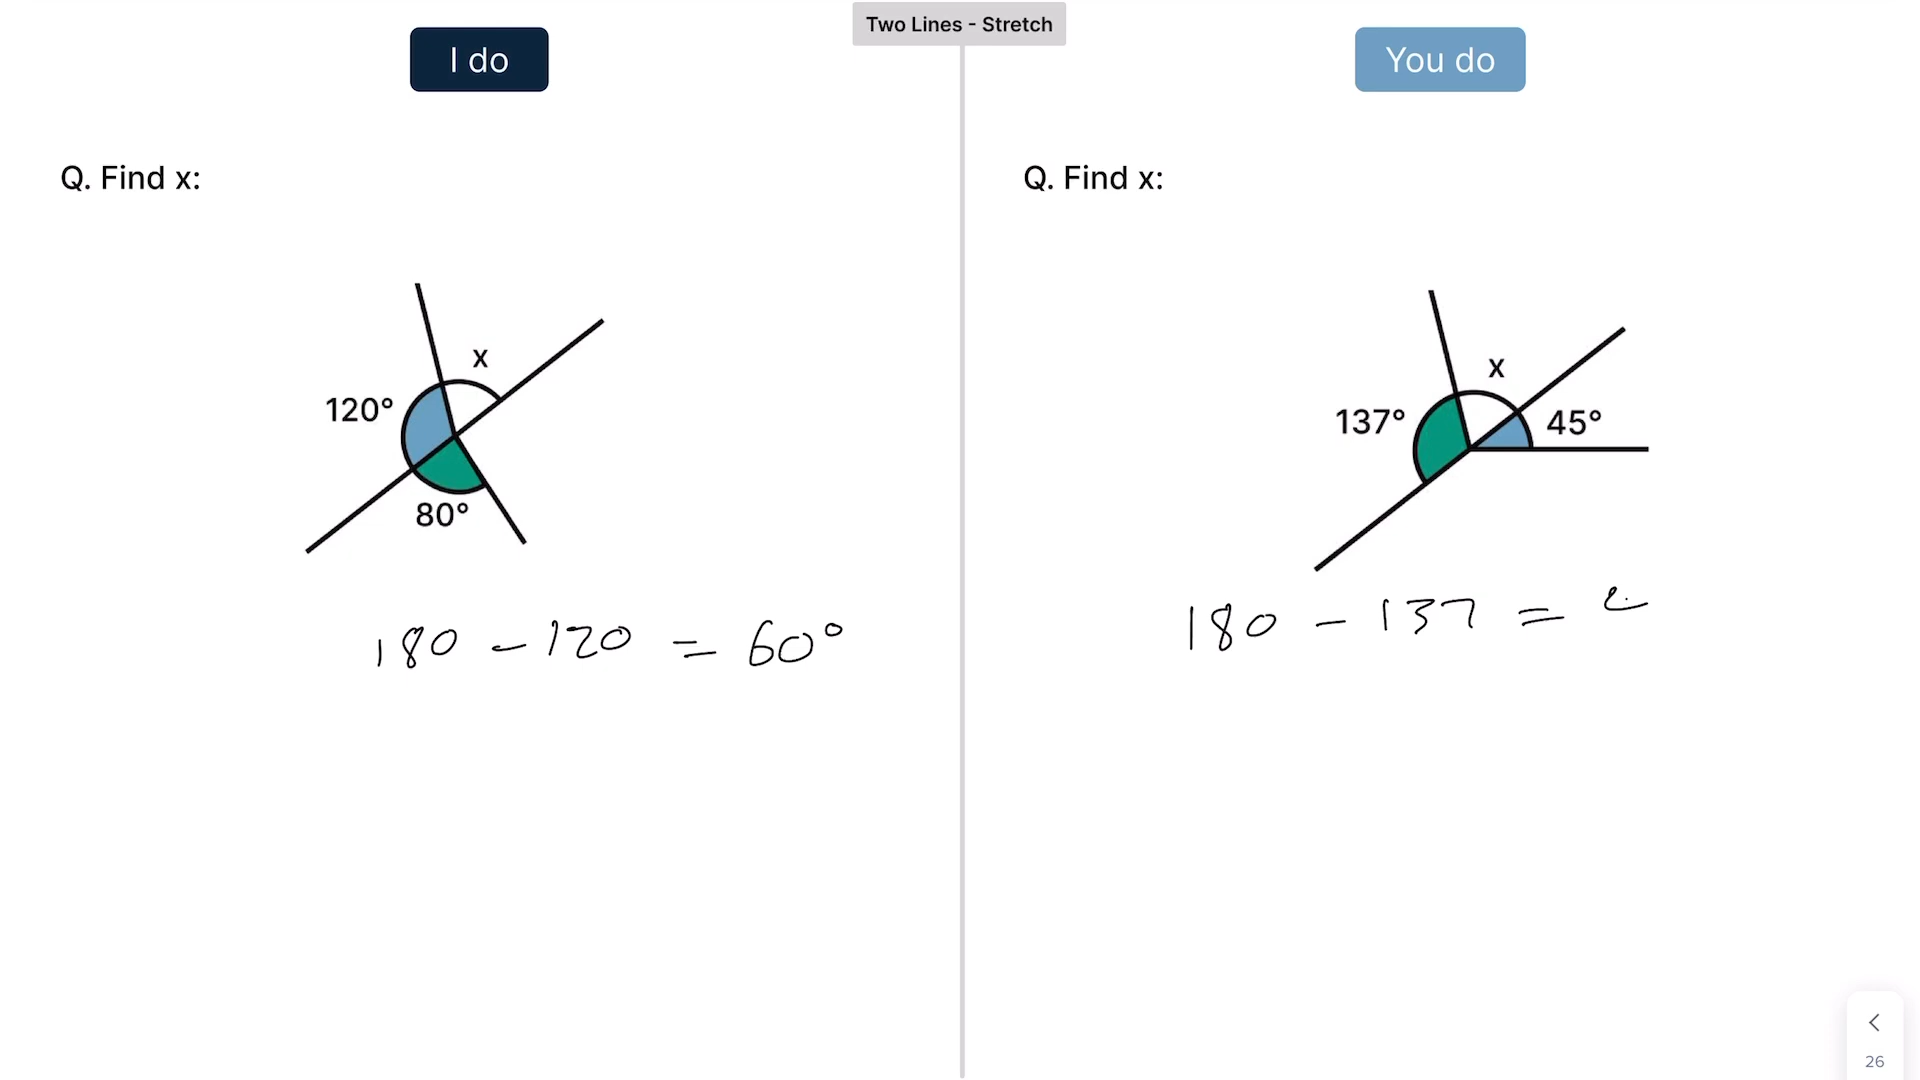 Two Lines - Stretch
I do
Q. Find x:
x
120°
80°
180 - 120 = 60°
You do
Q. Find x:
x
137°
45°
180 - 137 =
26